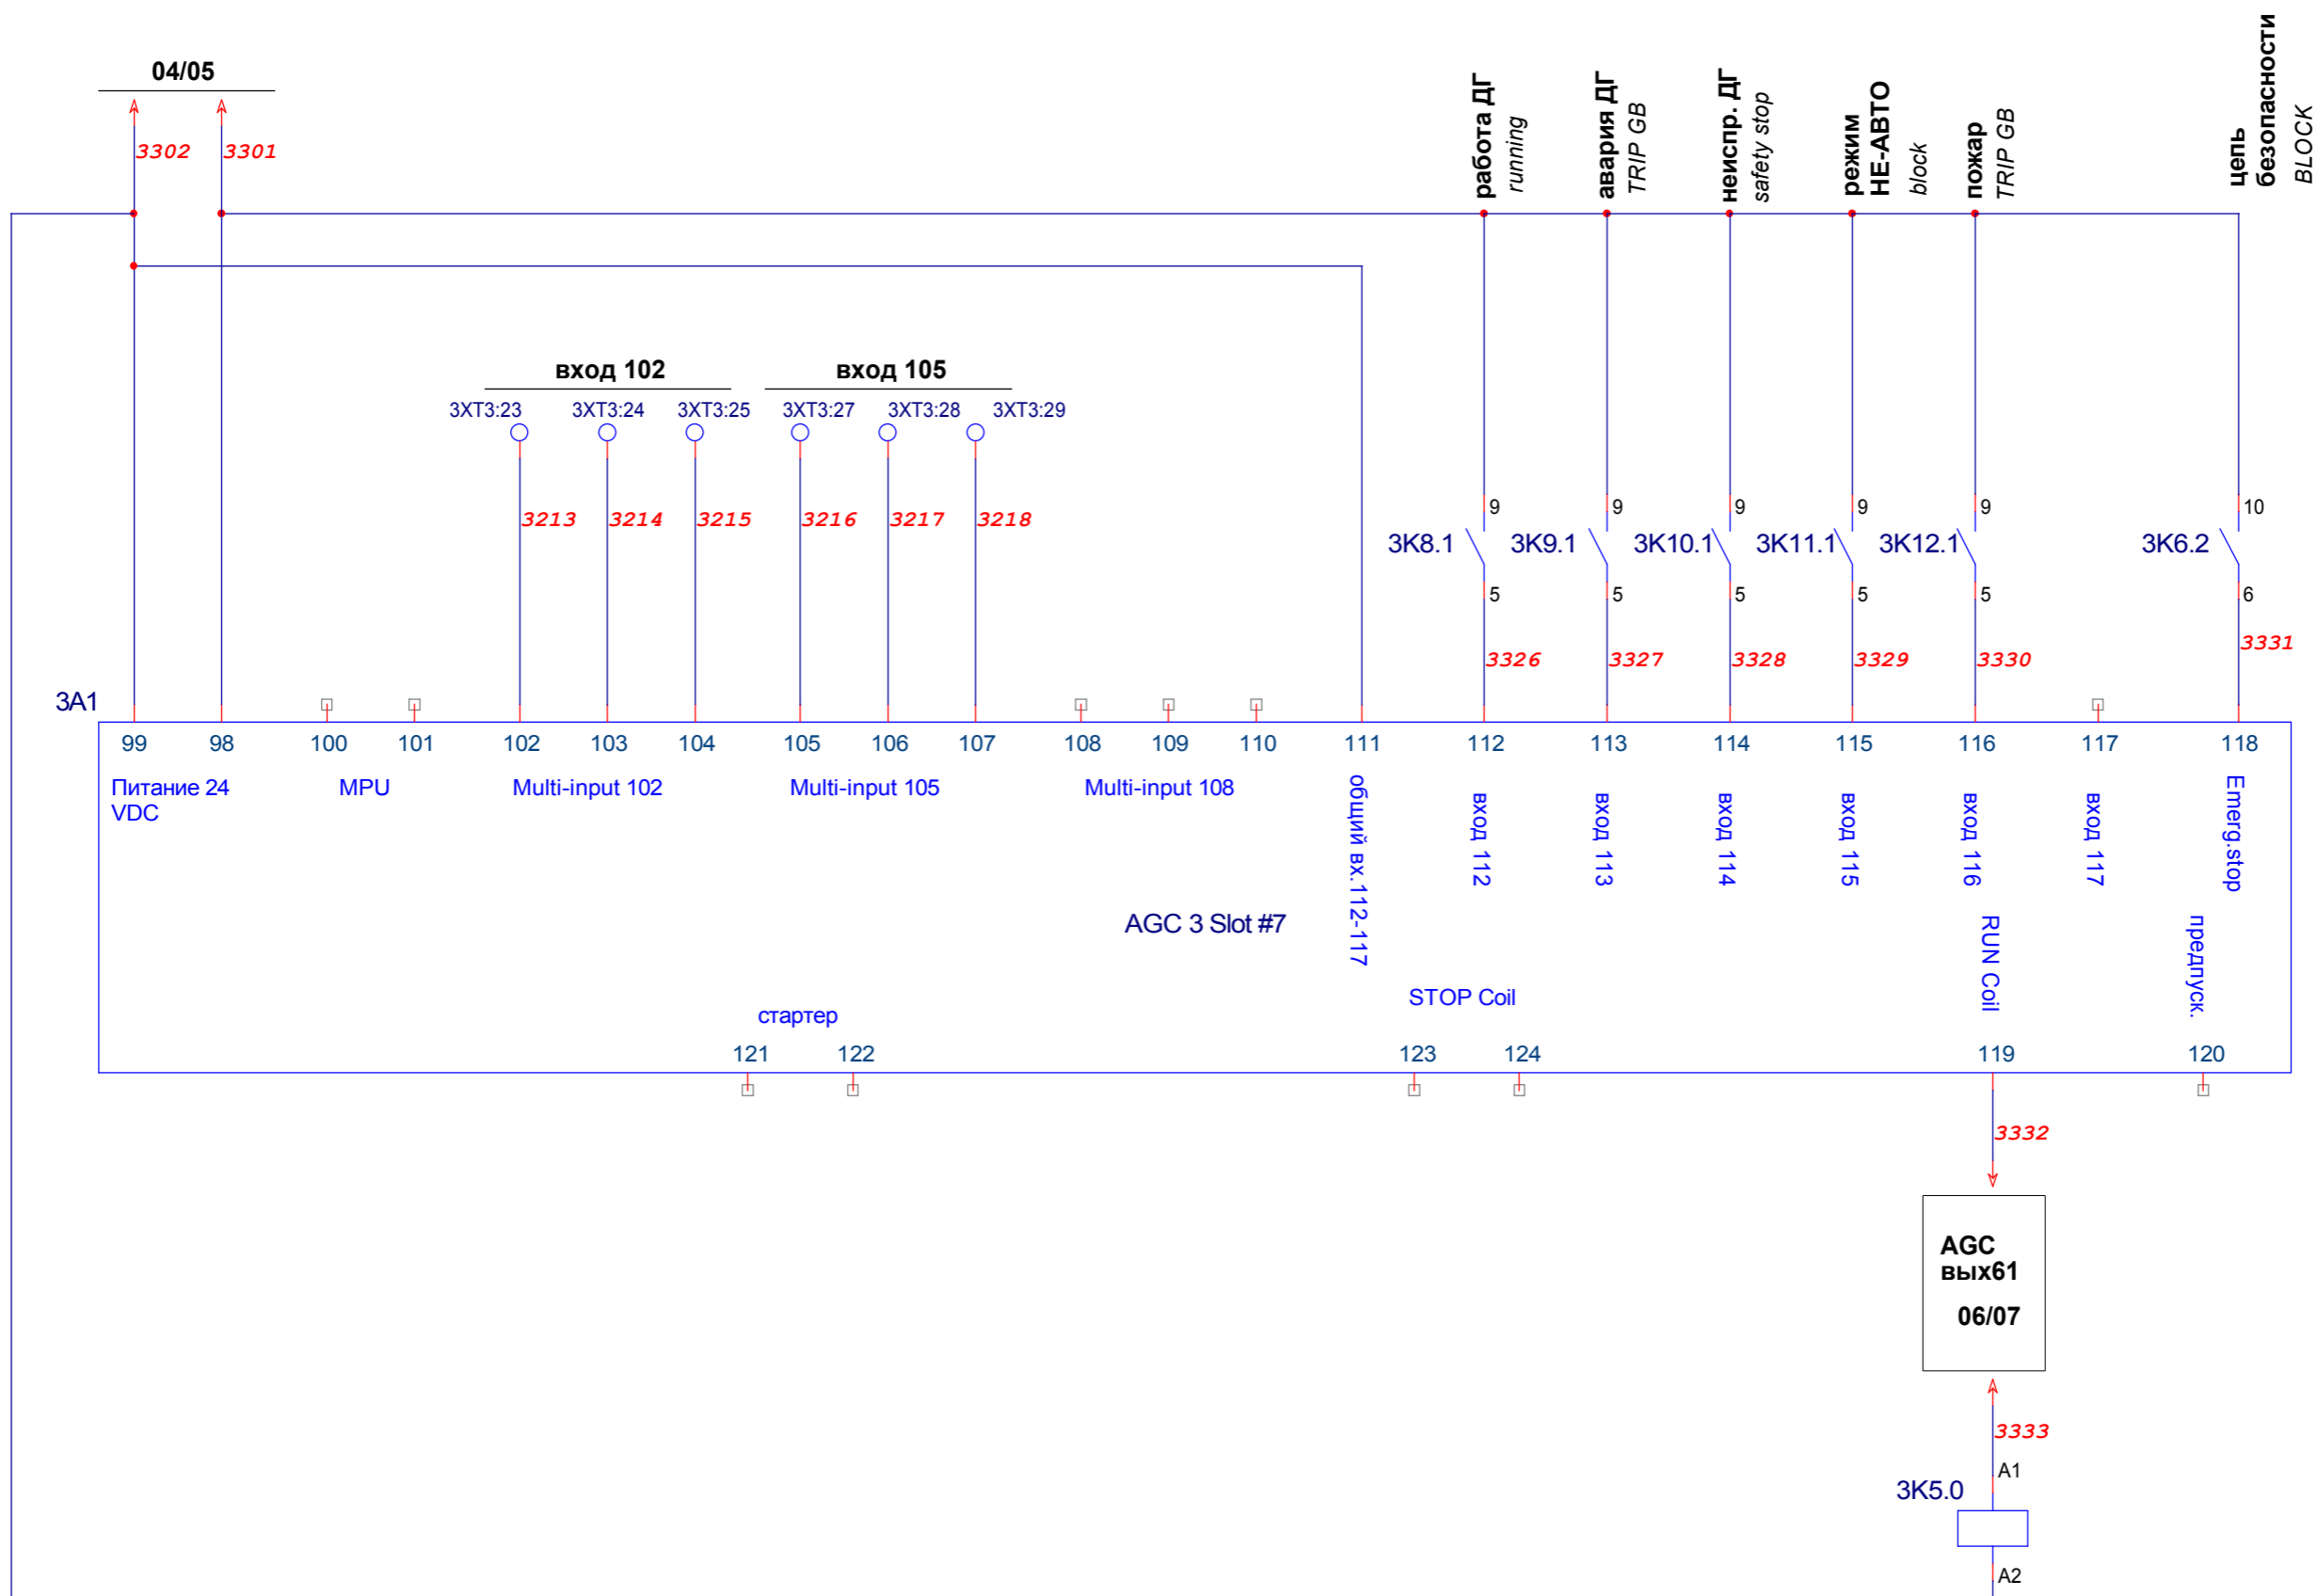 04/05
3302
3301
работа ДГ
running
авария ДГ
TRIP GB
неиспр. ДГ
safety stop
режим
НЕ-АВТО
block
пожар
TRIP GB
цепь
безопасности
BLOCK
вход 102
вход 105
3XT3:23
3XT3:24
3XT3:25
3XT3:27
3XT3:28
3XT3:29
3213
3214
3215
3216
3217
3218
9
9
9
9
9
10
3K8.1
3K9.1
3K10.1
3K11.1
3K12.1
3K6.2
5
5
5
5
5
6
3326
3327
3328
3329
3330
3331
3A1
99
98
100
101
102
103
104
105
106
107
108
109
110
111
112
113
114
115
116
117
118
Питание 24
VDC
MPU
Multi-input 102
Multi-input 105
Multi-input 108
общий вх.112-117
вход 112
вход 113
вход 114
вход 115
вход 116
вход 117
Emerg.stop
AGC 3 Slot #7
RUN Coil
предпуск.
STOP Coil
стартер
121
122
123
124
119
120
3332
AGC
вых61
06/07
3333
A1
3K5.0
A2